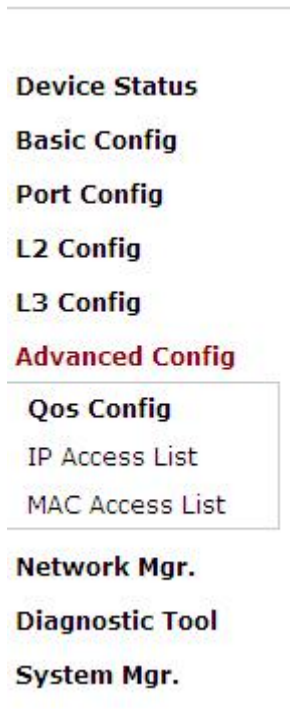 Device Status
Basic Config
Port Config
L2 Config
L3 Config
Advanced Config
Qos Config
IP Access List
MAC Access List
Network Mgr.
Diagnostic Tool
System Mgr.